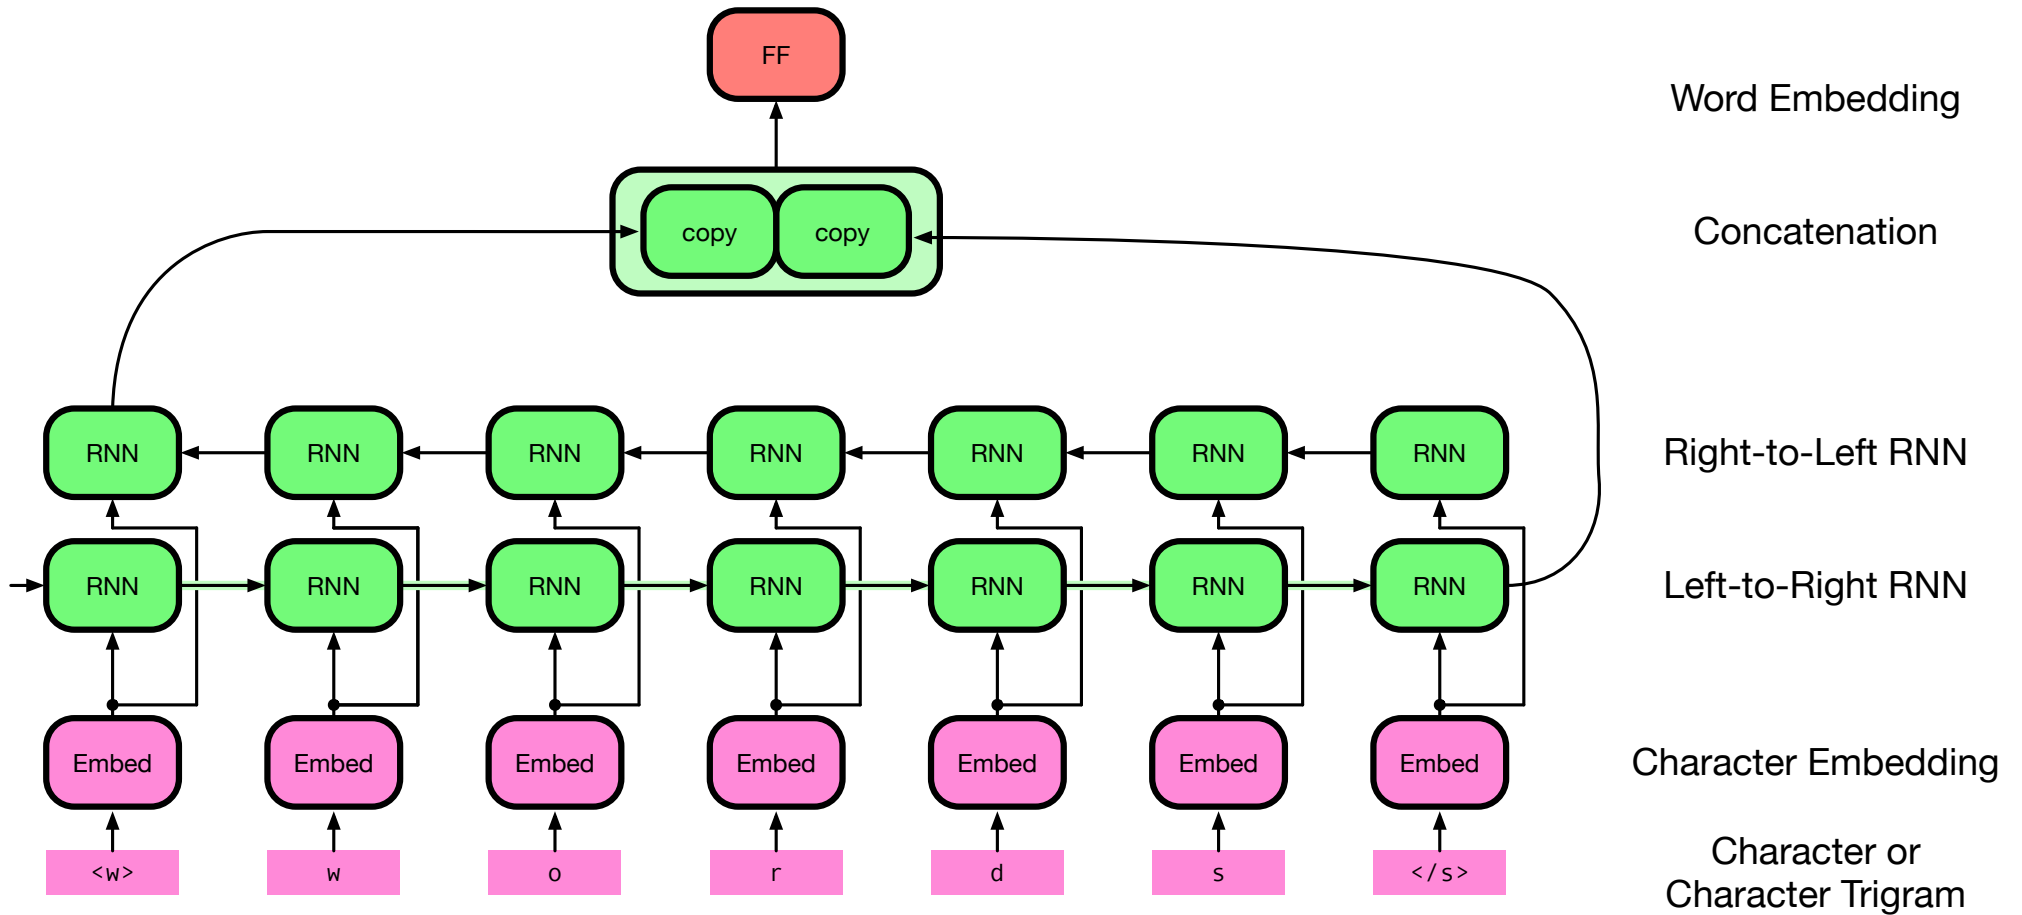 FF
Word Embedding
copy copy
Concatenation
RNN RNN RNN RNN RNN RNN RNN
Right-to-Left RNN
RNN RNN RNN RNN RNN RNN RNN
Left-to-Right RNN
Embed Embed Embed Embed Embed Embed Embed
Character Embedding
<w> w o r d s </s>
Character or
Character Trigram